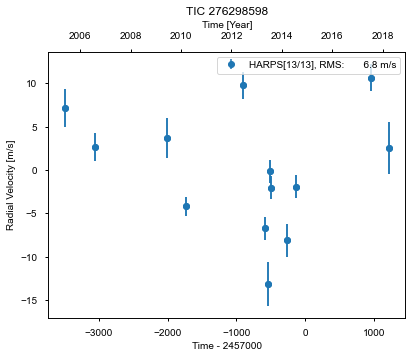 TIC 276298598
Time [Year]
2006 2008 2010 2012 2014 2016 2018
HARPS[13/13], RMS: 6.8 m/s
Radial Velocity [m/s]
10
5
0
−5
−10
−15
−3000 −2000 −1000 0 1000
Time - 2457000